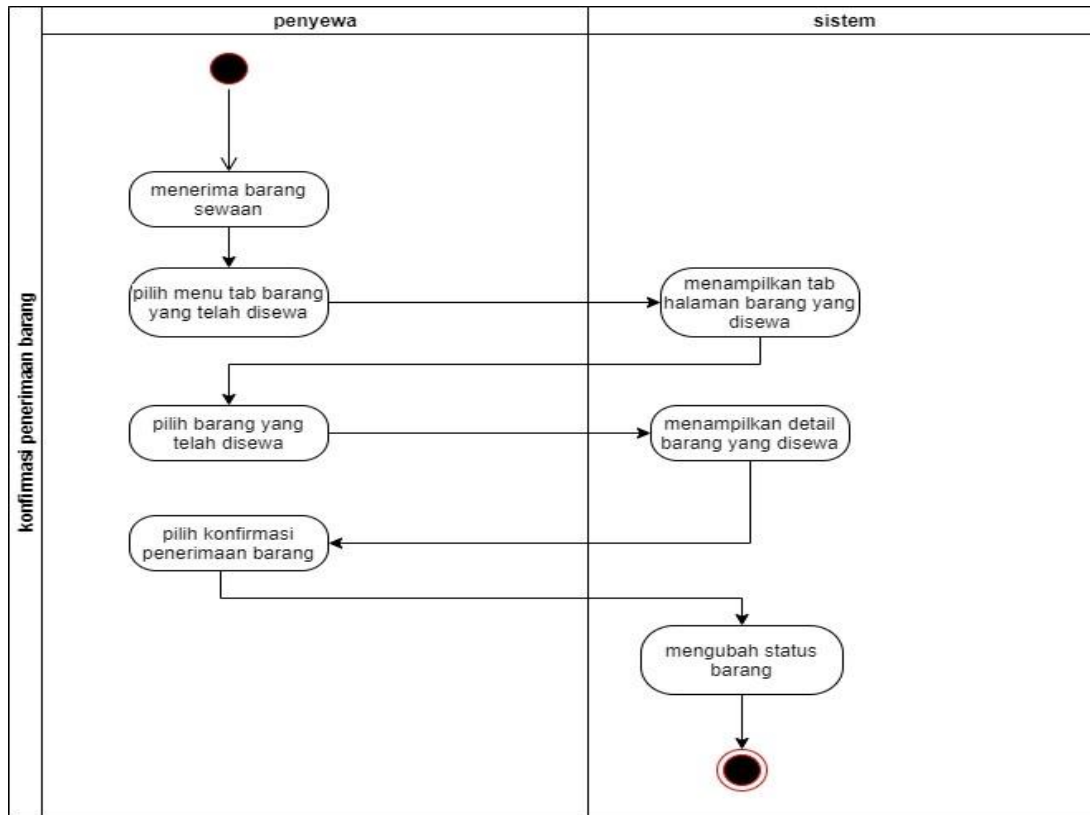 penyewa
sistem
konfirmasi penerimaan barang
menerima barang
sewaan
pilih menu tab barang
yang telah disewa
menampilkan tab
halaman barang yang
disewa
pilih barang yang
telah disewa
menampilkan detail
barang yang disewa
pilih konfirmasi
penerimaan barang
mengubah status
barang